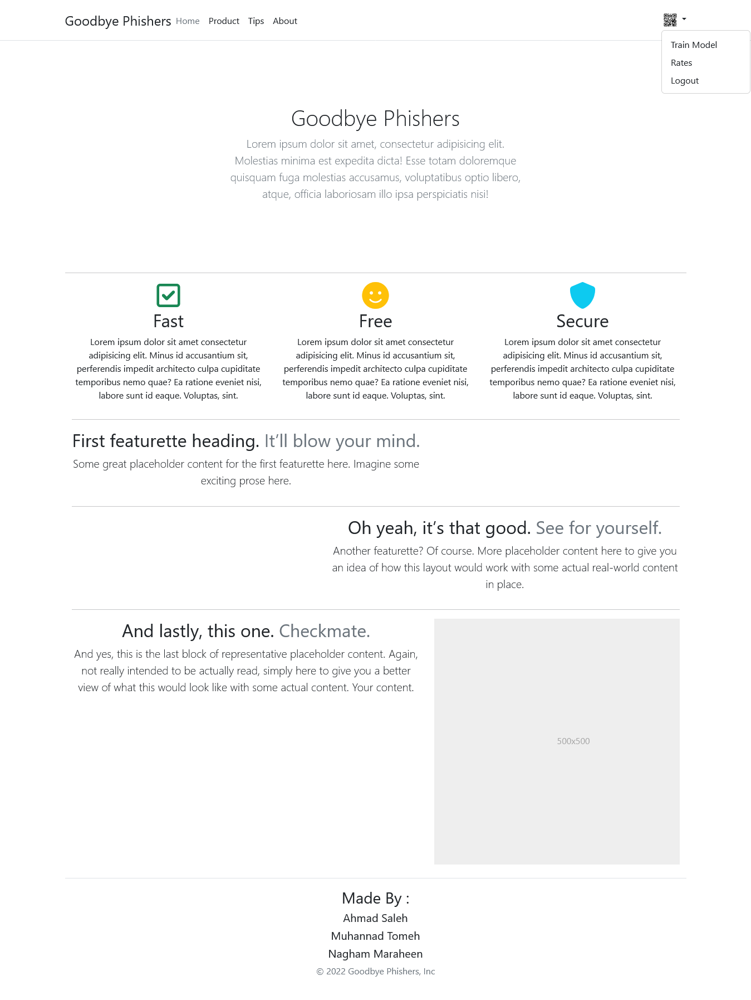 Goodbye Phishers Home Product Tips About
Train Model
Rates
Logout
Goodbye Phishers
Lorem ipsum dolor sit amet, consectetur adipisicing elit.
Molestias minima est expedita dicta! Esse totam doloremque
quisquam fuga molestias accusamus, voluptatibus optio libero,
atque, officia laboriosam illo ipsa perspiciatis nisi!
Fast
Lorem ipsum dolor sit amet consectetur
adipisicing elit. Minus id accusantium sit,
perferendis impedit architecto culpa cupiditate
temporibus nemo quae? Ea ratione eveniet nisi,
labore sunt id eaque. Voluptas, sint.
Free
Lorem ipsum dolor sit amet consectetur
adipisicing elit. Minus id accusantium sit,
perferendis impedit architecto culpa cupiditate
temporibus nemo quae? Ea ratione eveniet nisi,
labore sunt id eaque. Voluptas, sint.
Secure
Lorem ipsum dolor sit amet consectetur
adipisicing elit. Minus id accusantium sit,
perferendis impedit architecto culpa cupiditate
temporibus nemo quae? Ea ratione eveniet nisi,
labore sunt id eaque. Voluptas, sint.
First featurette heading. It’ll blow your mind.
Some great placeholder content for the first featurette here. Imagine some
exciting prose here.
Oh yeah, it’s that good. See for yourself.
Another featurette? Of course. More placeholder content here to give you
an idea of how this layout would work with some actual real-world content
in place.
And lastly, this one. Checkmate.
And yes, this is the last block of representative placeholder content. Again,
not really intended to be actually read, simply here to give you a better
view of what this would look like with some actual content. Your content.
500x500
Made By :
Ahmad Saleh
Muhannad Tomeh
Nagham Maraheen
© 2022 Goodbye Phishers, Inc